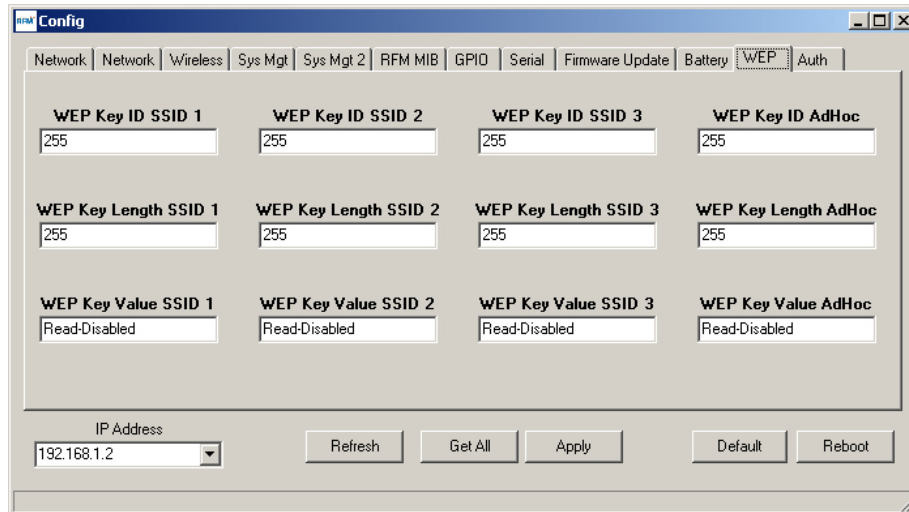 RFM Config
Network Network Wireless Sys Mgt Sys Mgt 2 RFM MIB GPIO Serial Firmware Update Battery WEP Auth
WEP Key ID SSID 1 WEP Key ID SSID 2 WEP Key ID SSID 3 WEP Key ID AdHoc
255 255 255 255
WEP Key Length SSID 1 WEP Key Length SSID 2 WEP Key Length SSID 3 WEP Key Length AdHoc
255 255 255 255
WEP Key Value SSID 1 WEP Key Value SSID 2 WEP Key Value SSID 3 WEP Key Value AdHoc
Read-Disabled Read-Disabled Read-Disabled Read-Disabled
IP Address
192.168.1.2 Refresh Get All Apply Default Reboot